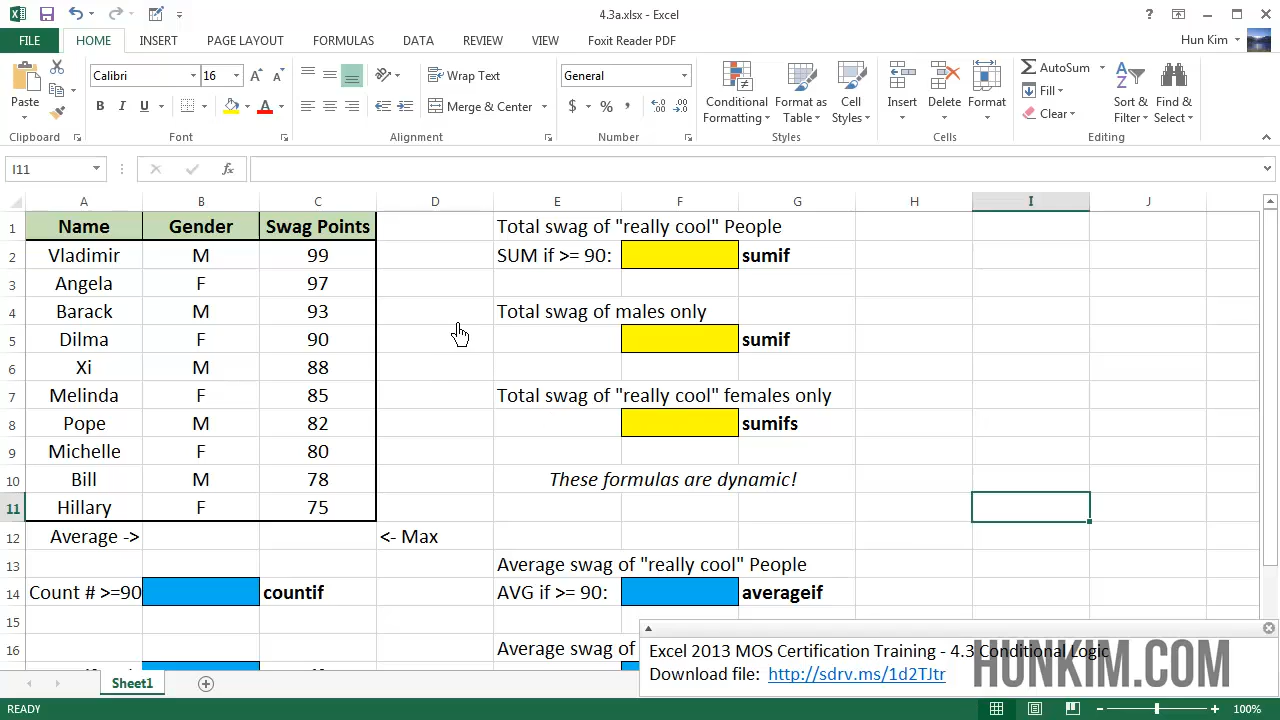 4.3a.xlsx - Excel
FILE HOME INSERT PAGE LAYOUT FORMULAS DATA REVIEW VIEW Foxit Reader PDF Hun Kim
Paste
Calibri 16
B I U A
Wrap Text
Merge & Center
General
$ % ,
Conditional Formatting
Format as Table
Cell Styles
Insert Delete Format
AutoSum
Fill
Clear
Sort & Filter
Find & Select
Clipboard Font Alignment Number Styles Cells Editing
I11 fx
A B C D E F G H I J
1 Name Gender Swag Points Total swag of "really cool" People
2 Vladimir M 99 SUM if >= 90: sumif
3 Angela F 97
4 Barack M 93 Total swag of males only
5 Dilma F 90 sumif
6 Xi M 88
7 Melinda F 85 Total swag of "really cool" females only
8 Pope M 82 sumifs
9 Michelle F 80
10 Bill M 78 These formulas are dynamic!
11 Hillary F 75
12 Average -> <- Max
13 Average swag of "really cool" People
14 Count # >=90 countif AVG if >= 90: averageif
15
16 Average swag of
Excel 2013 MOS Certification Training - 4.3 Conditional Logic
Download file: http://sdrv.ms/1d2TJtr
HUNKIM.COM
Sheet1
READY 100%